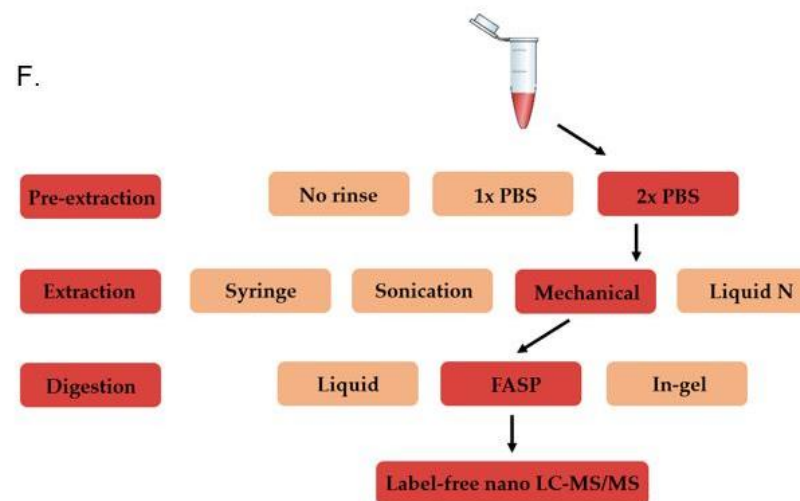 F.
Pre-extraction No rinse 1x PBS 2x PBS
Extraction Syringe Sonication Mechanical Liquid N
Digestion Liquid FASP In-gel
Label-free nano LC-MS/MS